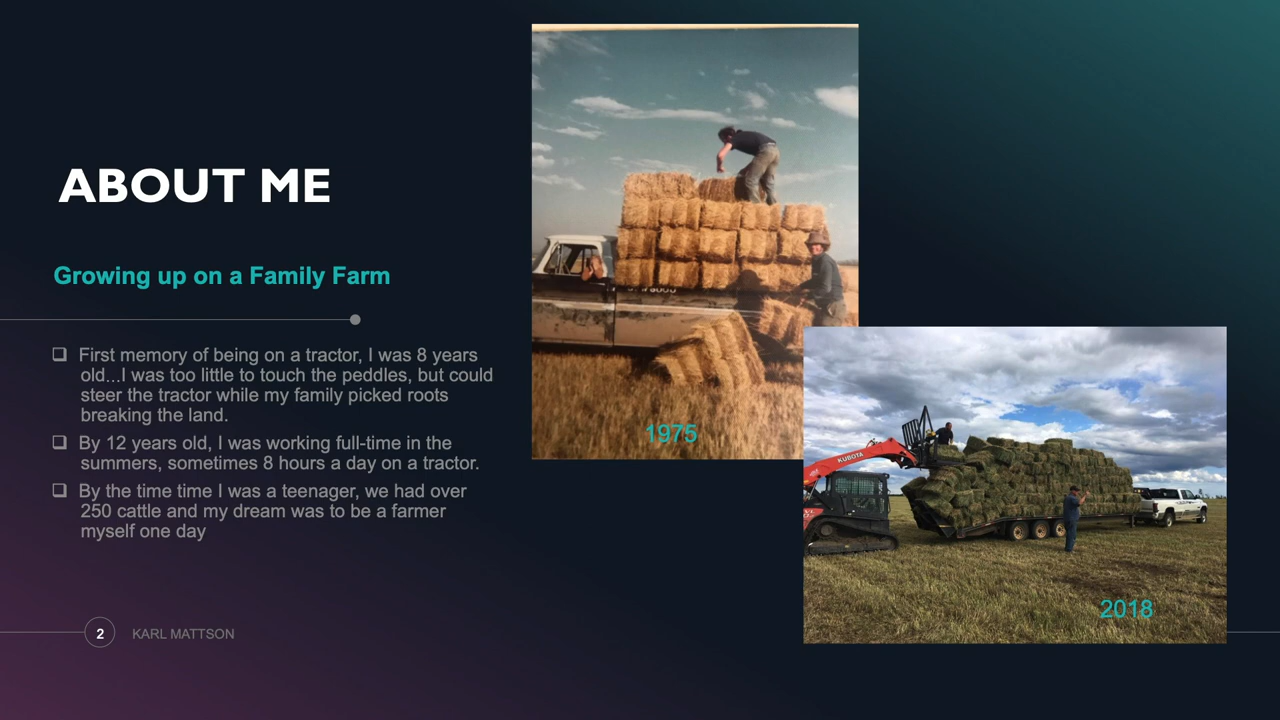 ABOUT ME
Growing up on a Family Farm
❑ First memory of being on a tractor, I was 8 years
old...I was too little to touch the peddles, but could
steer the tractor while my family picked roots
breaking the land.
❑ By 12 years old, I was working full-time in the
summers, sometimes 8 hours a day on a tractor.
❑ By the time time I was a teenager, we had over
250 cattle and my dream was to be a farmer
myself one day
1975
KUBOTA
2018
2 KARL MATTSON